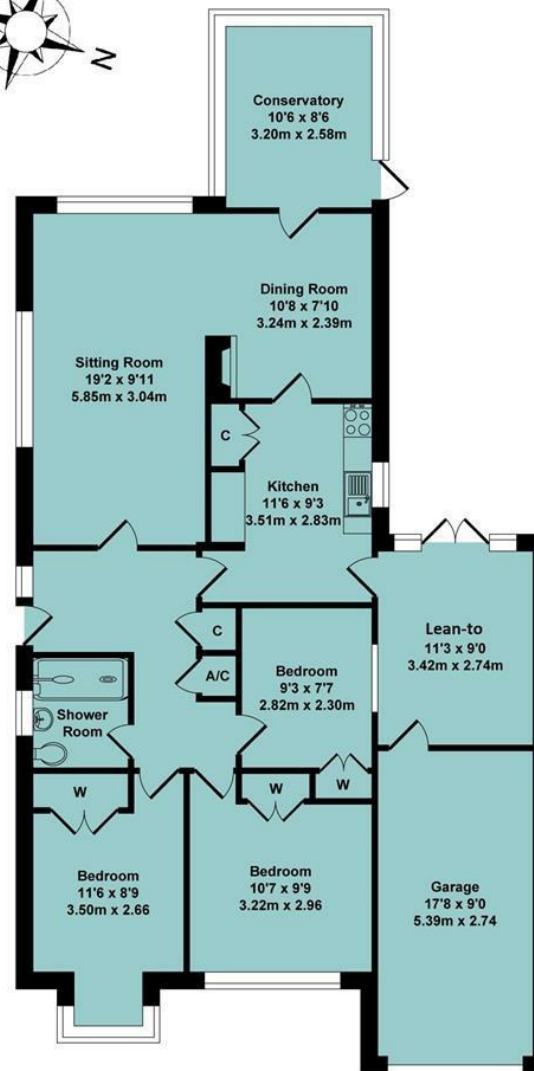 N
Conservatory
10'6 x 8'6
3.20m x 2.58m
Dining Room
10'8 x 7'10
3.24m x 2.39m
Sitting Room
19'2 x 9'11
5.85m x 3.04m
C
Kitchen
11'6 x 9'3
3.51m x 2.83m
Lean-to
11'3 x 9'0
3.42m x 2.74m
C
A/C
Bedroom
9'3 x 7'7
2.82m x 2.30m
Shower
Room
W
W
W
Bedroom
11'6 x 8'9
3.50m x 2.66
Bedroom
10'7 x 9'9
3.22m x 2.96
Garage
17'8 x 9'0
5.39m x 2.74